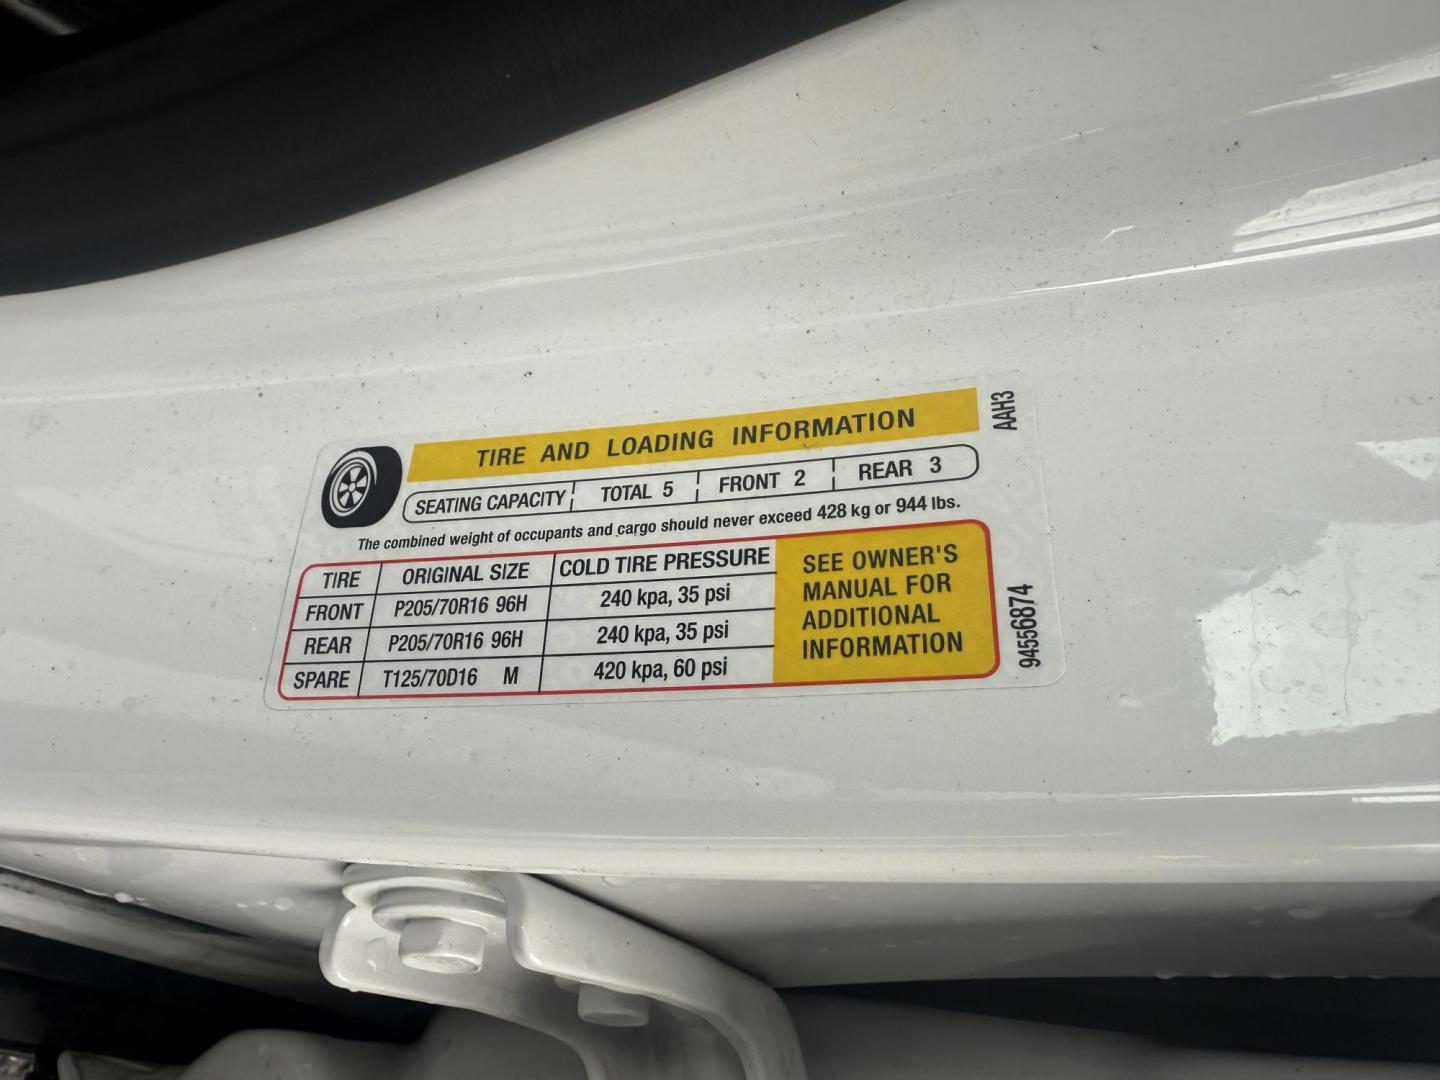 TIRE AND LOADING INFORMATION
SEATING CAPACITY TOTAL 5 FRONT 2 REAR 3
The combined weight of occupants and cargo should never exceed 428 kg or 944 lbs.
TIRE ORIGINAL SIZE COLD TIRE PRESSURE
FRONT P205/70R16 96H 240 kpa, 35 psi
REAR P205/70R16 96H 240 kpa, 35 psi
SPARE T125/70D16 M 420 kpa, 60 psi
SEE OWNER'S
MANUAL FOR
ADDITIONAL
INFORMATION
AAH3
94556874